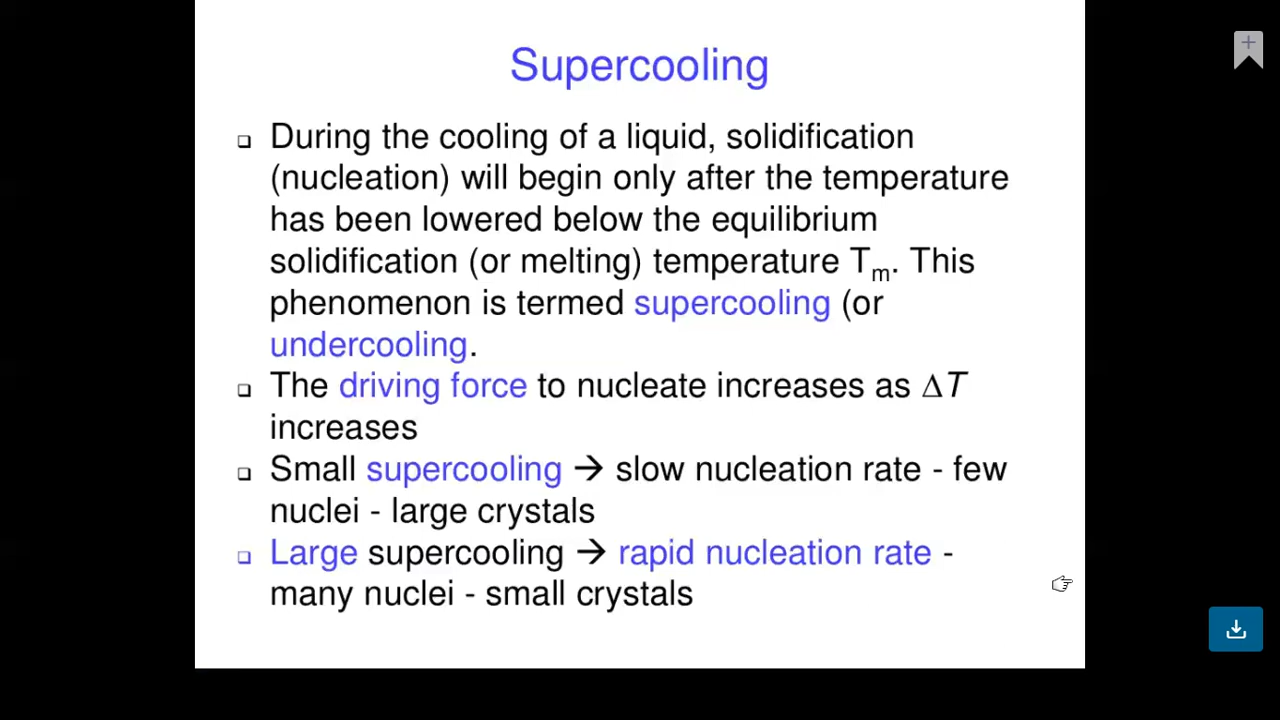 Supercooling
❑ During the cooling of a liquid, solidification
(nucleation) will begin only after the temperature
has been lowered below the equilibrium
solidification (or melting) temperature Tm. This
phenomenon is termed supercooling (or
undercooling.
❑ The driving force to nucleate increases as ΔT
increases
❑ Small supercooling → slow nucleation rate - few
nuclei - large crystals
❑ Large supercooling → rapid nucleation rate -
many nuclei - small crystals